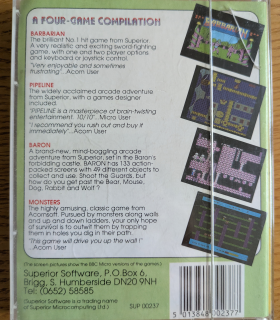 A FOUR-GAME COMPILATION
BARBARIAN
The brilliant No. 1 hit game from Superior.
A very realistic and exciting sword-fighting
game, with one and two player options
and keyboard or joystick control.
"Very enjoyable and sometimes
frustrating"...Acorn User
PIPELINE
The widely acclaimed arcade adventure
from Superior, with a games designer
included.
"PIPELINE is a masterpiece of brain-twisting
entertainment. 10/10"...Micro User
"I recommend you rush out and buy it
immediately"...Acorn User
BARON
A brand-new, mind-boggling arcade
adventure from Superior, set in the Baron's
forbidding castle. BARON has 133 action-
packed screens with 49 different objects to
collect and use. Shoot the Guards, but
how do you get past the Bear, Mouse,
Dog, Rabbit and Wolf?
MONSTERS
The highly amusing, classic game from
Acornsoft. Pursued by monsters along walls
and up and down ladders, your only hope
of survival is to outwit them by trapping
them in holes you dig in their path.
"This game will drive you up the wall!"...
Acorn User
(The screen pictures show the BBC Micro versions of the games.)
Superior Software, P.O. Box 6,
Brigg, S. Humberside DN20 9NH
Tel: (0652) 58585
Superior Software is a trading name
of Superior Microcomputing Ltd.
SUP 00237
5 013848 002377